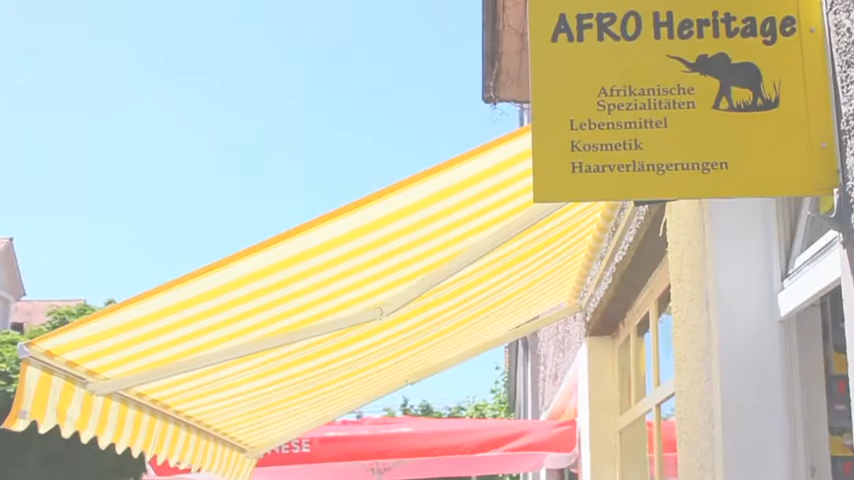 AFRO Heritage
Afrikanische
Spezialitäten
Lebensmittel
Kosmetik
Haarverlängerungen